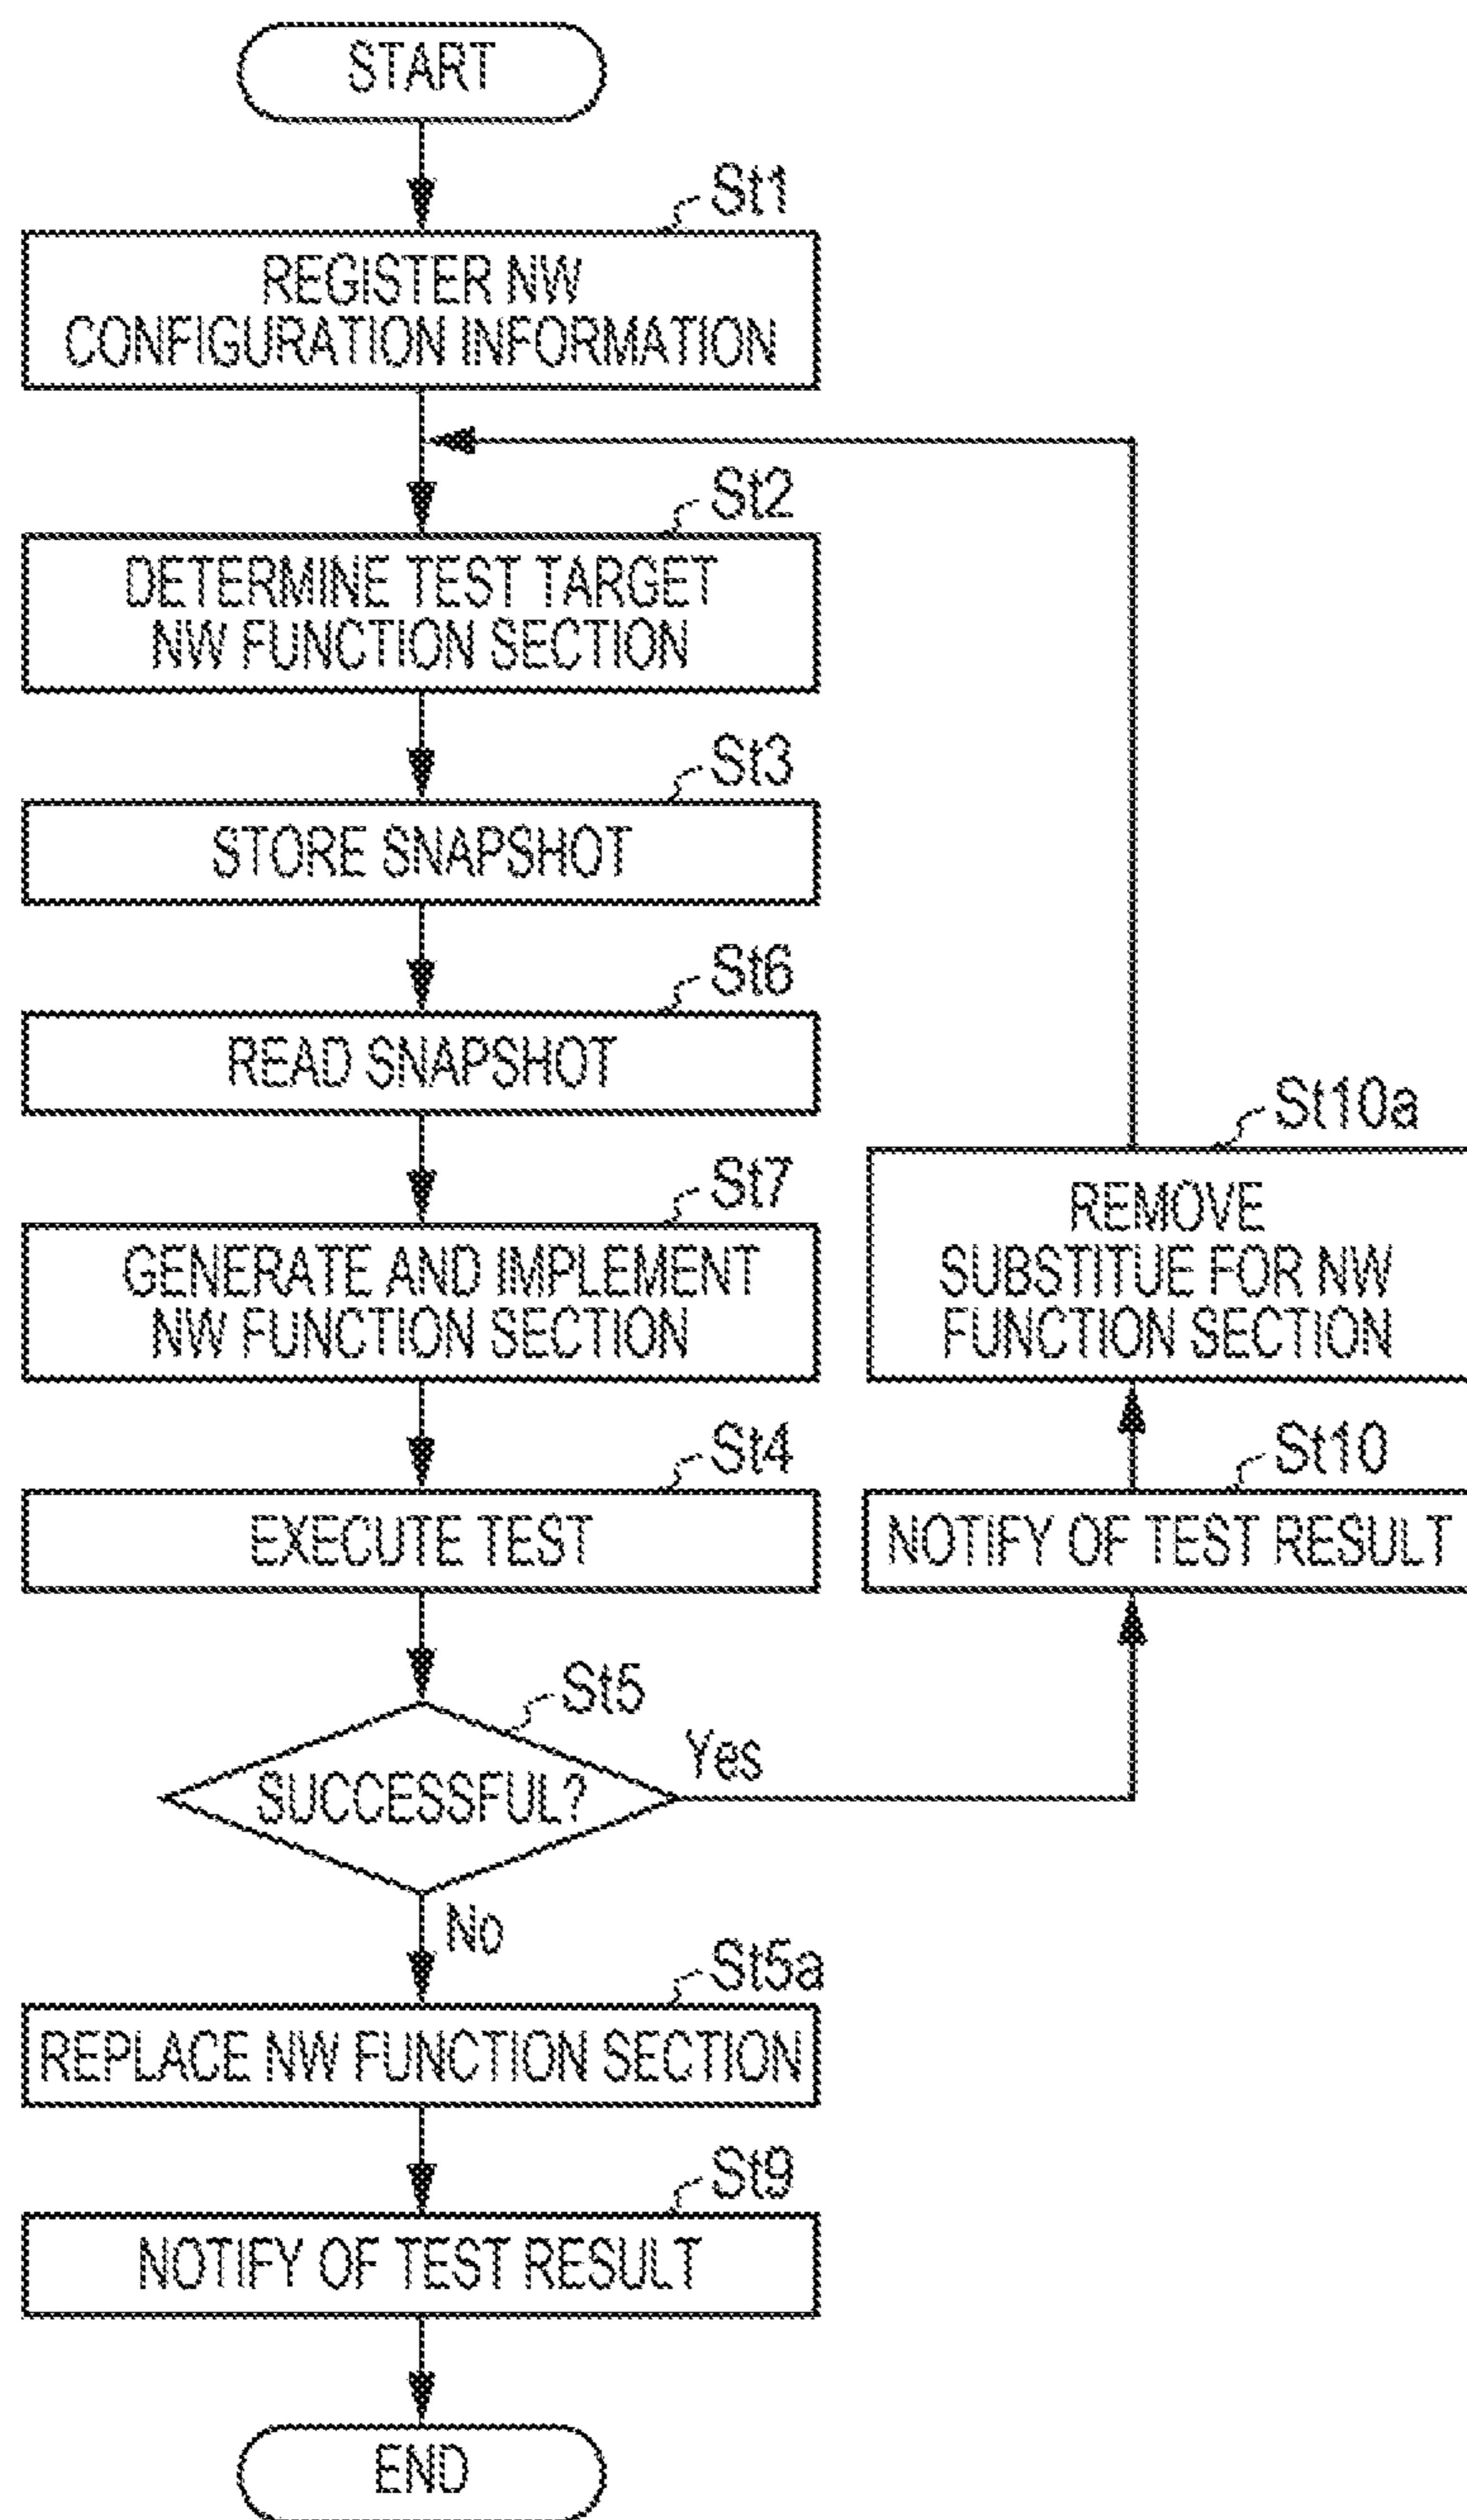 START
St1
REGISTER NW
CONFIGURATION INFORMATION
St2
DETERMINE TEST TARGET
NW FUNCTION SECTION
St3
STORE SNAPSHOT
St6
READ SNAPSHOT
St7
GENERATE AND IMPLEMENT
NW FUNCTION SECTION
St4
EXECUTE TEST
St5
SUCCESSFUL?
Yes
No
St10
NOTIFY OF TEST RESULT
St10a
REMOVE
SUBSTITUE FOR NW
FUNCTION SECTION
St5a
REPLACE NW FUNCTION SECTION
St9
NOTIFY OF TEST RESULT
END